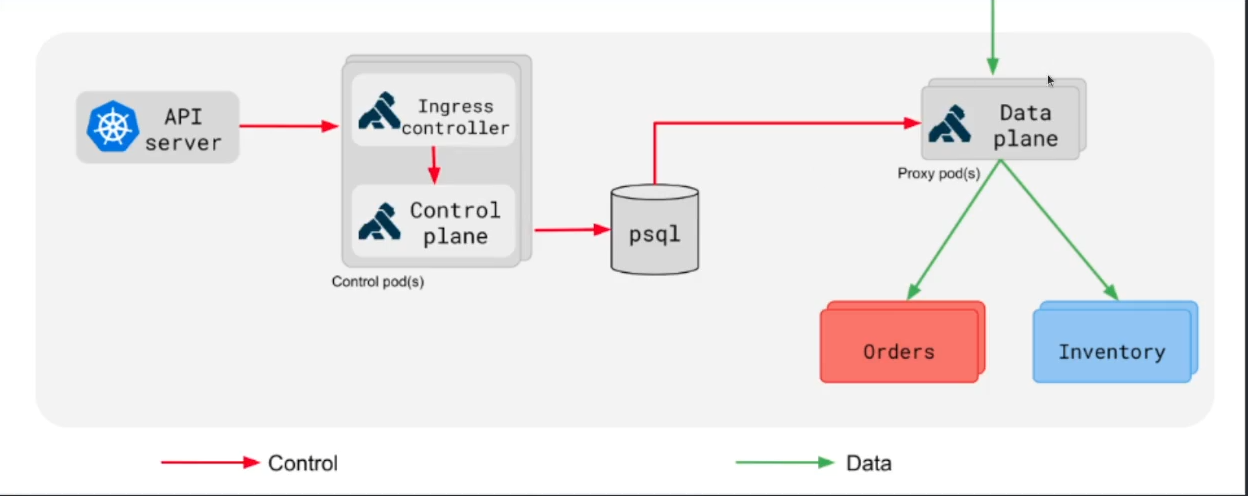 API
server
Ingress
controller
Control
plane
Control pod(s)
psql
Data
plane
Proxy pod(s)
Orders
Inventory
Control
Data